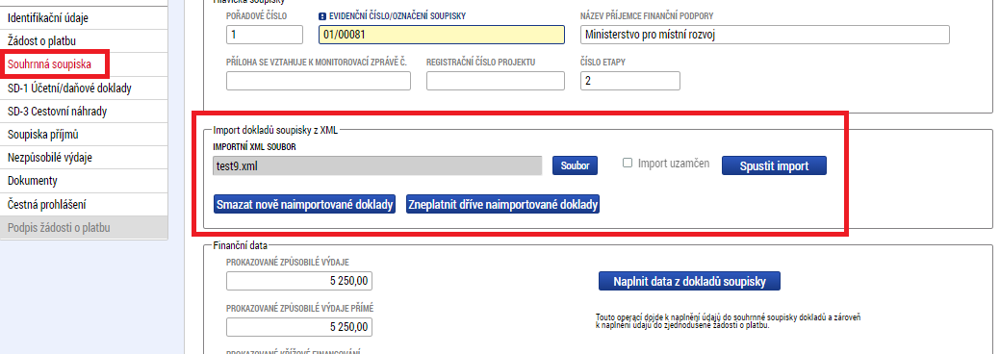 Identifikační údaje
Žádost o platbu
Souhrnná soupiska
SD-1 Účetní/daňové doklady
SD-3 Cestovní náhrady
Soupiska příjmů
Nezpůsobilé výdaje
Dokumenty
Čestná prohlášení
Podpis žádosti o platbu
Hlavička soupisky
POŘADOVÉ ČÍSLO
EVIDENČNÍ ČÍSLO/OZNAČENÍ SOUPISKY
NÁZEV PŘÍJEMCE FINANČNÍ PODPORY
1
01/00081
Ministerstvo pro místní rozvoj
PŘÍLOHA SE VZTAHUJE K MONITOROVACÍ ZPRÁVĚ Č.
REGISTRAČNÍ ČÍSLO PROJEKTU
ČÍSLO ETAPY
2
Import dokladů soupisky z XML
IMPORTNÍ XML SOUBOR
test9.xml
Soubor
Import uzamčen
Spustit import
Smazat nově naimportované doklady
Zneplatnit dříve naimportované doklady
Finanční data
PROKAZOVANÉ ZPŮSOBILÉ VÝDAJE
5 250,00
Naplnit data z dokladů soupisky
PROKAZOVANÉ ZPŮSOBILÉ VÝDAJE PŘÍMÉ
5 250,00
Touto operací dojde k naplnění údajů do souhrnné soupisky dokladů a zároveň
k naplnění údajů do zjednodušené žádosti o platbu.
PROKAZOVANÉ KŘÍŽOVÉ FINANCOVÁNÍ